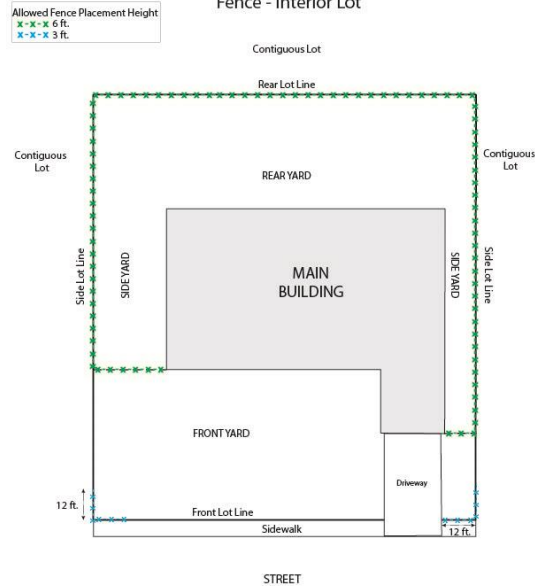 Fence - Interior Lot
Allowed Fence Placement Height
x-x-x 6 ft.
x-x-x 3 ft.
Contiguous Lot
Rear Lot Line
Contiguous
Lot
Contiguous
Lot
REAR YARD
Side Lot Line
SIDE YARD
MAIN
BUILDING
SIDE YARD
Side Lot Line
FRONT YARD
Driveway
12 ft.
Front Lot Line
Sidewalk
12 ft.
STREET